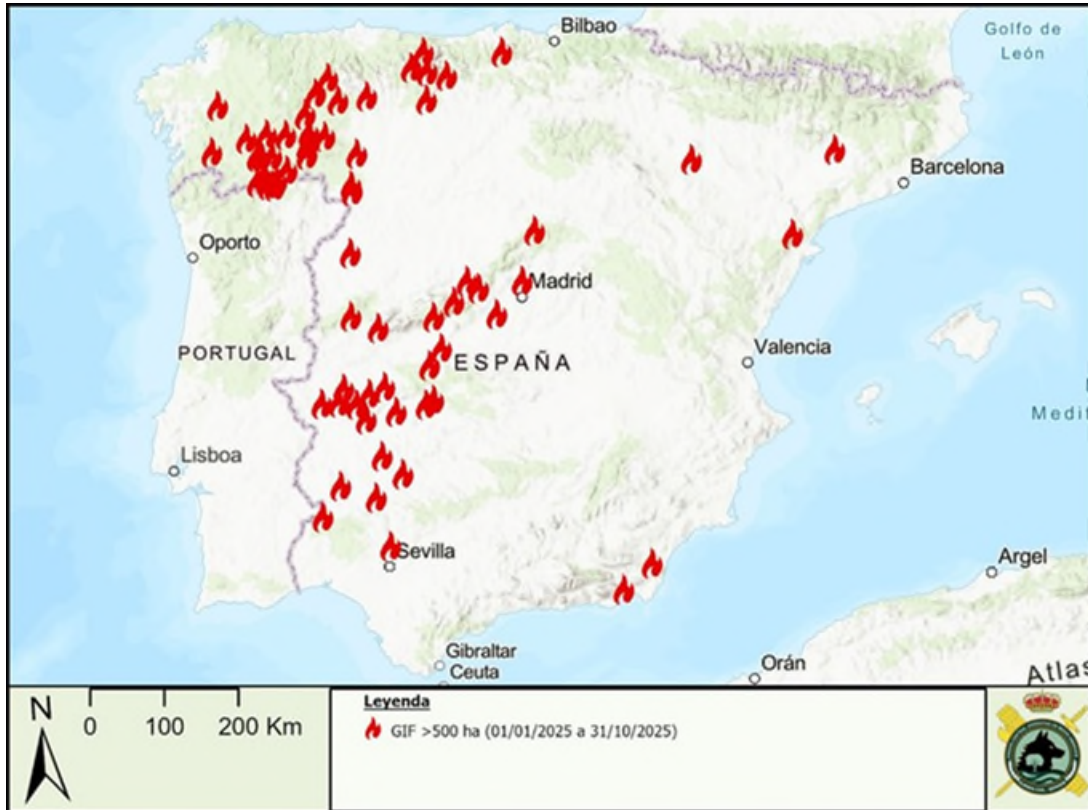 Bilbao
Golfo de
León
Barcelona
Oporto
Madrid
PORTUGAL
ESPAÑA
Valencia
Lisboa
Sevilla
Argel
Gibraltar
Ceuta
Orán
Atlas
N
0 100 200 Km
Leyenda
GIF >500 ha (01/01/2025 a 31/10/2025)